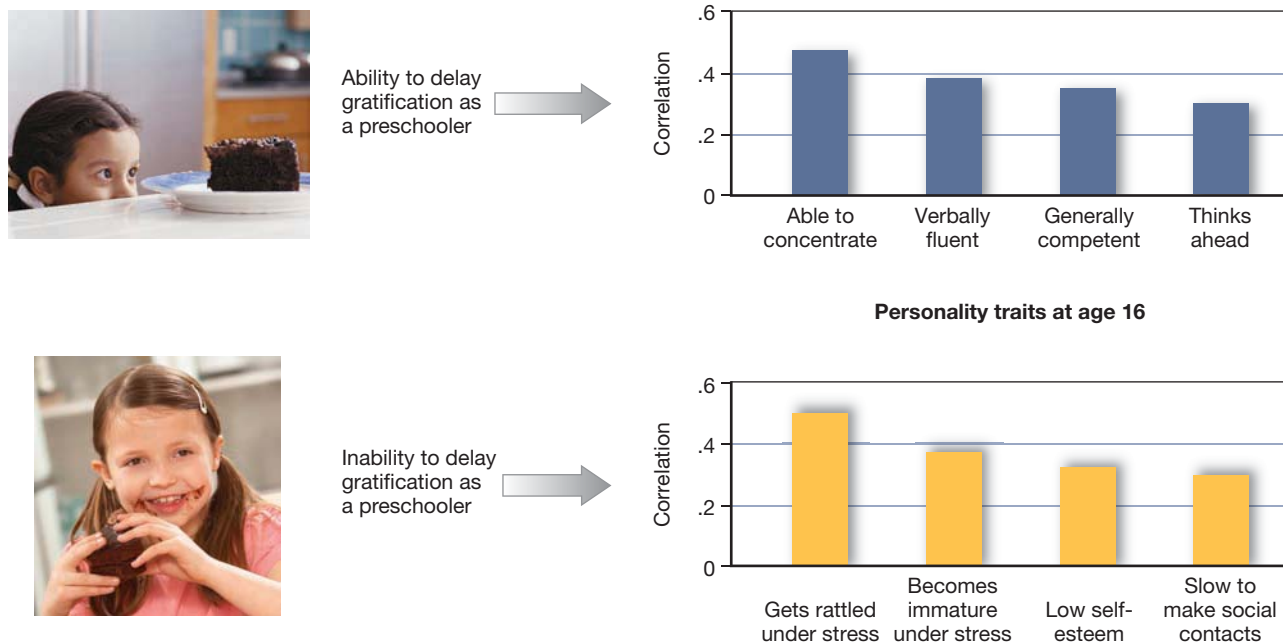 Ability to delay
gratification as
a preschooler
Correlation
.6
.4
.2
0
Able to
concentrate
Verbally
fluent
Generally
competent
Thinks
ahead
Personality traits at age 16
Inability to delay
gratification as
a preschooler
Correlation
.6
.4
.2
0
Gets rattled
under stress
Becomes
immature
under stress
Low self-
esteem
Slow to
make social
contacts